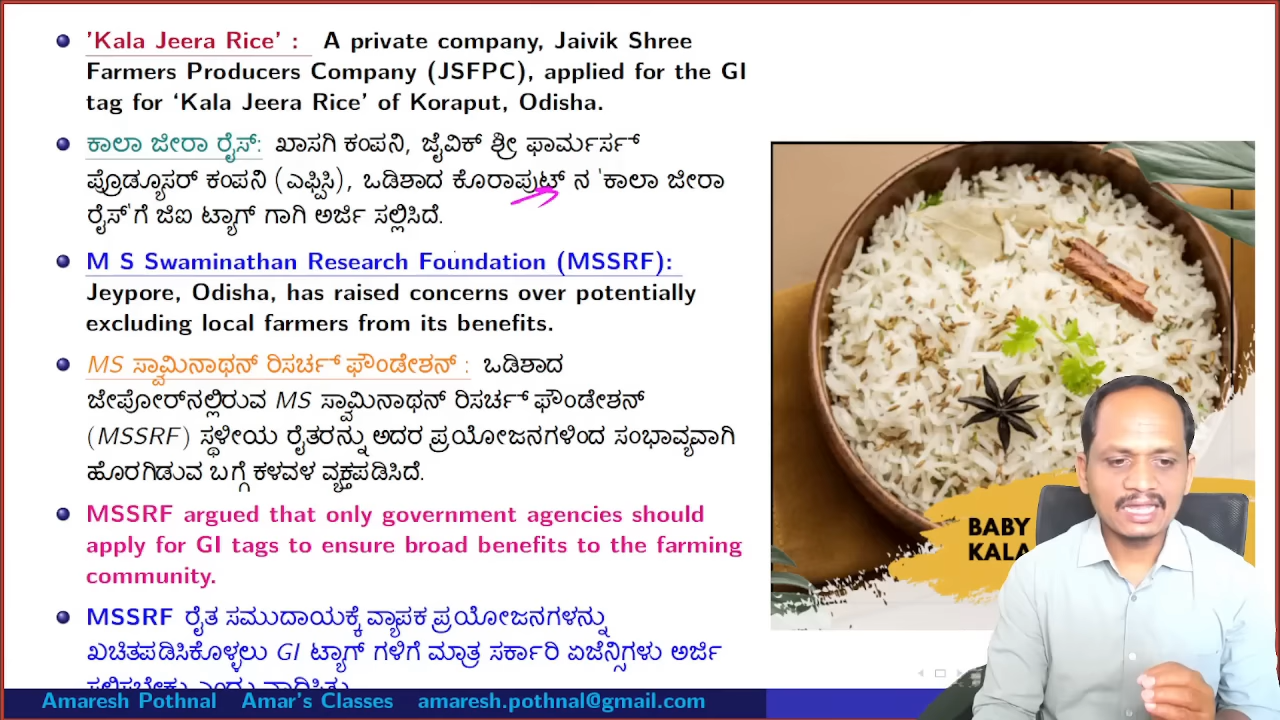 ’Kala Jeera Rice’ : A private company, Jaivik Shree
Farmers Producers Company (JSFPC), applied for the GI
tag for ‘Kala Jeera Rice’ of Koraput, Odisha.
ಕಾಲಾ ಜೀರಾ ರೈಸ್: ಖಾಸಗಿ ಕಂಪನಿ, ಜೈವಿಕ್ ಶ್ರೀ ಫಾರ್ಮರ್ಸ್
ಪ್ರೊಡ್ಯೂಸರ್ ಕಂಪನಿ (ಎಫ್ಪಿಸಿ), ಒಡಿಶಾದ ಕೊರಾಪುಟ್ ನ 'ಕಾಲಾ ಜೀರಾ
ರೈಸ್'ಗೆ ಜಿಐ ಟ್ಯಾಗ್ ಗಾಗಿ ಅರ್ಜಿ ಸಲ್ಲಿಸಿದೆ.
M S Swaminathan Research Foundation (MSSRF):
Jeypore, Odisha, has raised concerns over potentially
excluding local farmers from its benefits.
MS ಸ್ವಾಮಿನಾಥನ್ ರಿಸರ್ಚ್ ಫೌಂಡೇಶನ್ : ಒಡಿಶಾದ
ಜೇಪೋರ್‌ನಲ್ಲಿರುವ MS ಸ್ವಾಮಿನಾಥನ್ ರಿಸರ್ಚ್ ಫೌಂಡೇಶನ್
(MSSRF) ಸ್ಥಳೀಯ ರೈತರನ್ನು ಅದರ ಪ್ರಯೋಜನಗಳಿಂದ ಸಂಭಾವ್ಯವಾಗಿ
ಹೊರಗಿಡುವ ಬಗ್ಗೆ ಕಳವಳ ವ್ಯಕ್ತಪಡಿಸಿದೆ.
MSSRF argued that only government agencies should
apply for GI tags to ensure broad benefits to the farming
community.
MSSRF ರೈತ ಸಮುದಾಯಕ್ಕೆ ವ್ಯಾಪಕ ಪ್ರಯೋಜನಗಳನ್ನು
ಖಚಿತಪಡಿಸಿಕೊಳ್ಳಲು GI ಟ್ಯಾಗ್ ಗಳಿಗೆ ಮಾತ್ರ ಸರ್ಕಾರಿ ಏಜೆನ್ಸಿಗಳು ಅರ್ಜಿ
BABY
KALA
Amaresh Pothnal Amar's Classes amaresh.pothnal@gmail.com